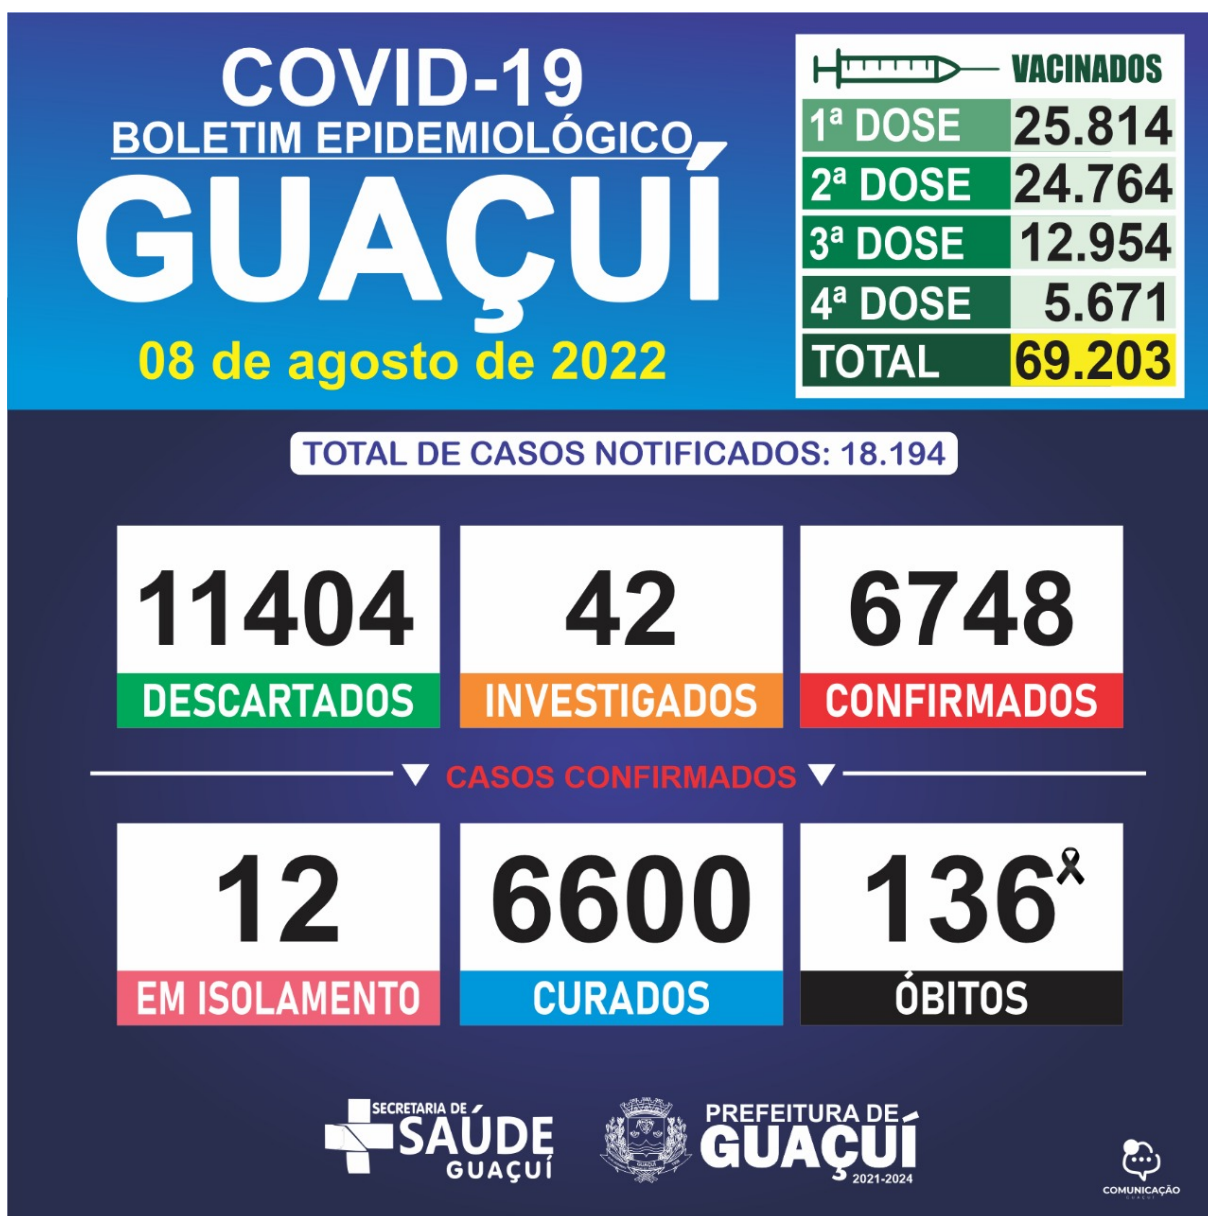 COVID-19
BOLETIM EPIDEMIOLÓGICO
GUAÇUÍ
08 de agosto de 2022
VACINADOS
1ª DOSE 25.814
2ª DOSE 24.764
3ª DOSE 12.954
4ª DOSE 5.671
TOTAL 69.203
TOTAL DE CASOS NOTIFICADOS: 18.194
11404 42 6748
DESCARTADOS INVESTIGADOS CONFIRMADOS
CASOS CONFIRMADOS
12 6600 136
EM ISOLAMENTO CURADOS ÓBITOS
SECRETARIA DE
SAÚDE
GUAÇUÍ
PREFEITURA DE
GUAÇUÍ
2021-2024
COMUNICAÇÃO